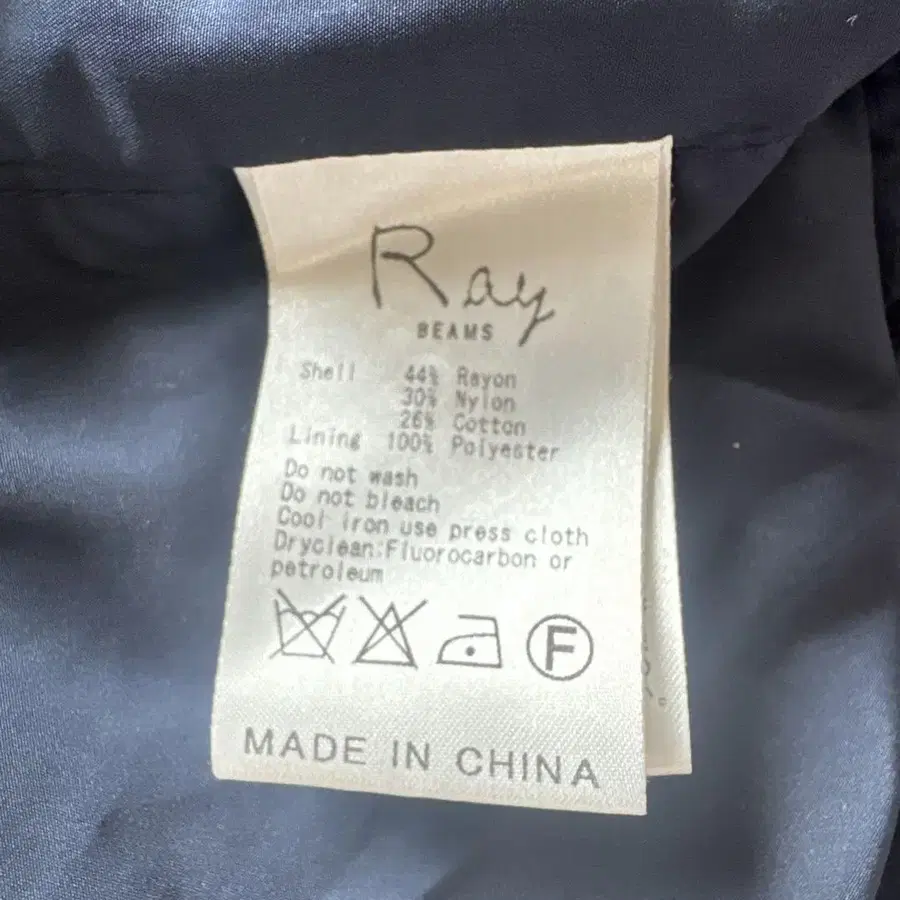 Ray
BEAMS
Shell 44% Rayon
30% Nylon
26% Cotton
Lining 100% Polyester
Do not wash
Do not bleach
Cool iron use press cloth
Dryclean:Fluorocarbon or
petroleum
F
MADE IN CHINA